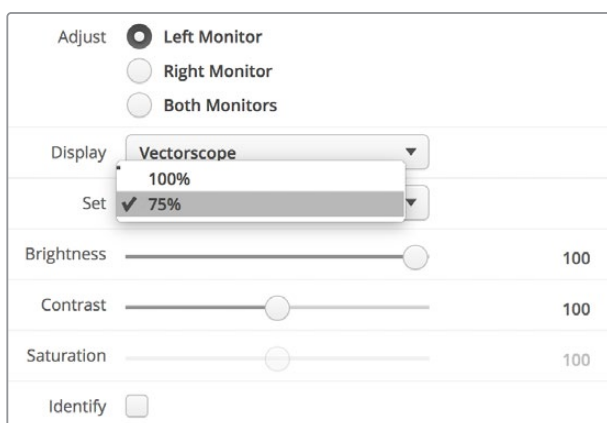 Adjust Left Monitor
Right Monitor
Both Monitors
Display Vectorscope
100%
Set ✔ 75%
Brightness 100
Contrast 100
Saturation 100
Identify